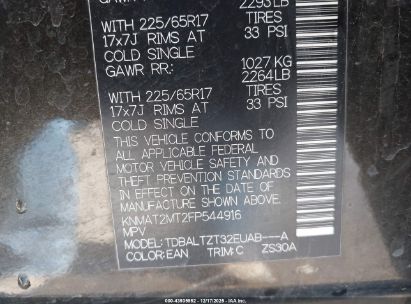 GAWR 2293LB
WITH 225/65R17 TIRES
17x7J RIMS AT 33 PSI
COLD SINGLE
GAWR RR: 1027 KG
2264LB
WITH 225/65R17 TIRES
17x7J RIMS AT 33 PSI
COLD SINGLE
THIS VEHICLE CONFORMS TO
ALL APPLICABLE FEDERAL
MOTOR VEHICLE SAFETY AND
THEFT PREVENTION STANDARDS
IN EFFECT ON THE DATE OF
MANUFACTURE SHOWN ABOVE.
KNMAT2MT2FP544916
MPV
MODEL:TDBALTZT32EUAB---A
COLOR:EAN TRIM:C ZS30A